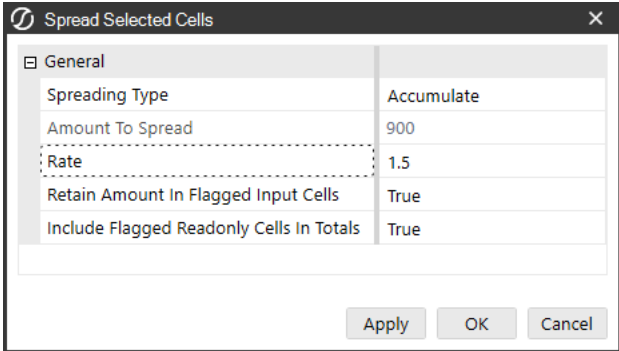 Spread Selected Cells
General
Spreading Type Accumulate
Amount To Spread 900
Rate 1.5
Retain Amount In Flagged Input Cells True
Include Flagged Readonly Cells In Totals True
Apply OK Cancel